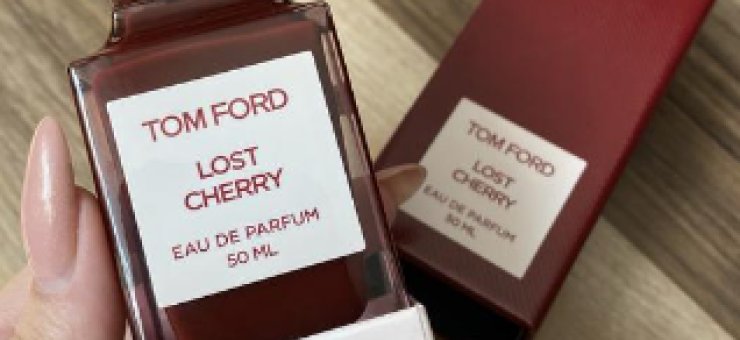 TOM FORD
LOST
CHERRY
EAU DE PARFUM
50 ML
TOM FORD
LOST
CHERRY
EAU DE PARFUM
50 ML